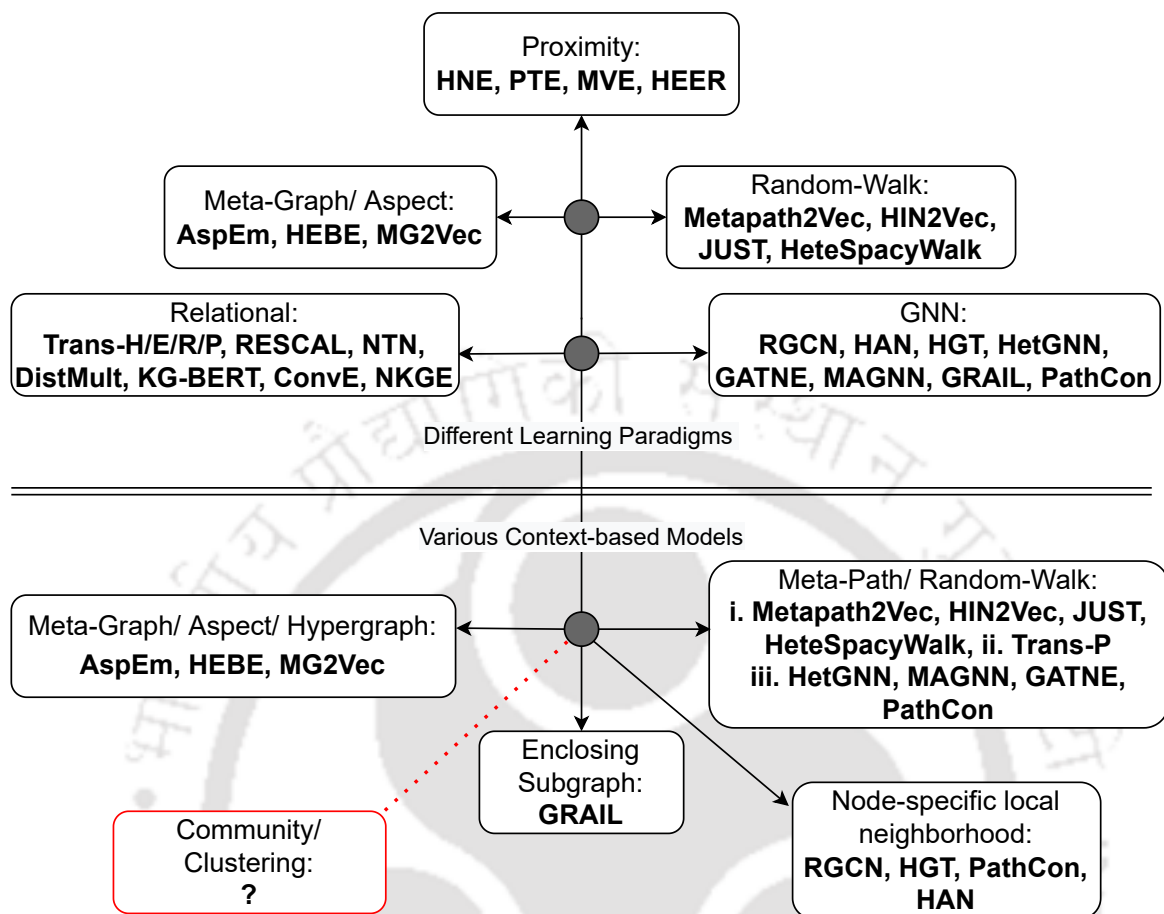 Proximity:
HNE, PTE, MVE, HEER
Meta-Graph/ Aspect:
AspEm, HEBE, MG2Vec
Random-Walk:
Metapath2Vec, HIN2Vec,
JUST, HeteSpacyWalk
Relational:
Trans-H/E/R/P, RESCAL, NTN,
DistMult, KG-BERT, ConvE, NKGE
GNN:
RGCN, HAN, HGT, HetGNN,
GATNE, MAGNN, GRAIL, PathCon
Different Learning Paradigms
Various Context-based Models
Meta-Graph/ Aspect/ Hypergraph:
AspEm, HEBE, MG2Vec
Meta-Path/ Random-Walk:
i. Metapath2Vec, HIN2Vec, JUST,
HeteSpacyWalk, ii. Trans-P
iii. HetGNN, MAGNN, GATNE,
PathCon
Enclosing
Subgraph:
GRAIL
Node-specific local
neighborhood:
RGCN, HGT, PathCon,
HAN
Community/
Clustering:
?